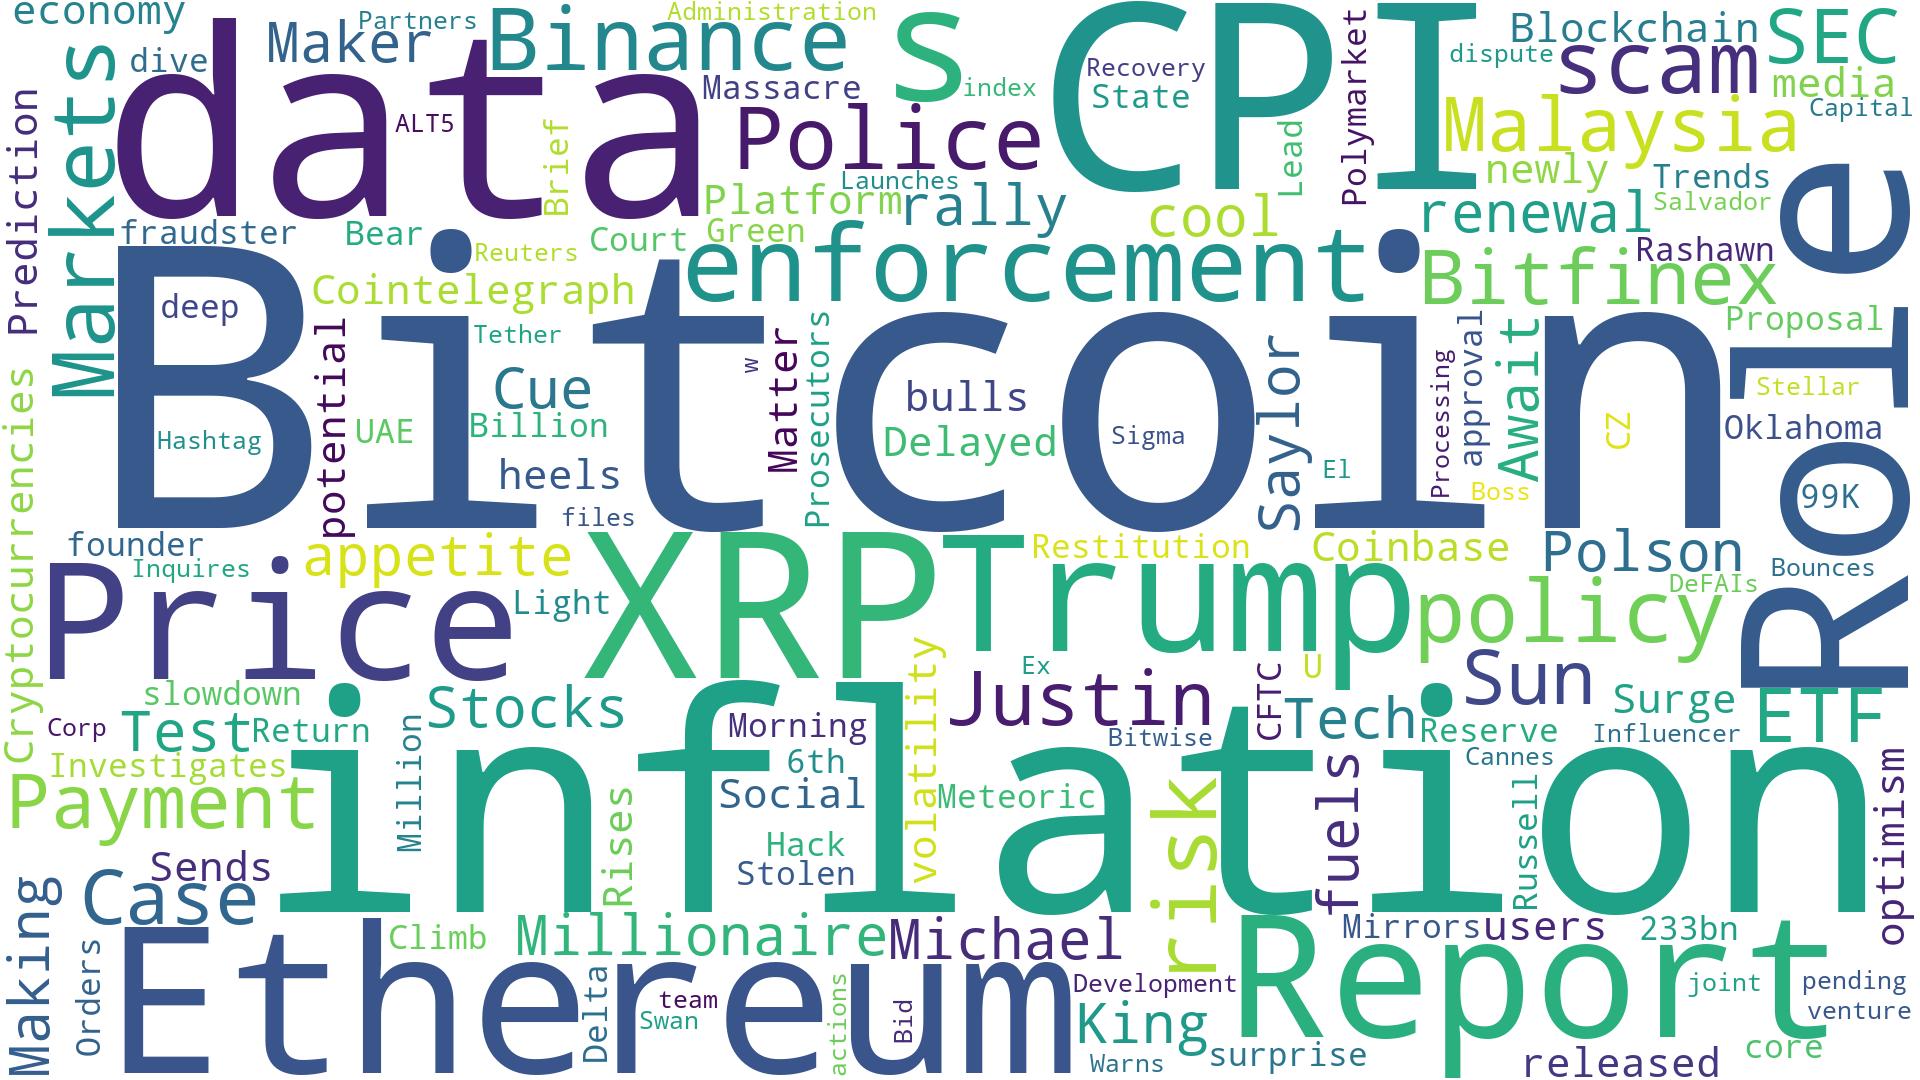 economy
Partners
Administration
Maker
Binance
s
CPI
Blockchain
SEC
dive
data
Massacre
index
Recovery
State
dispute
scam
media
Markets
Prediction
ALT5
Brief
Police
Lead
Polymarket
Malaysia
Capital
Launches
Platform
rally
cool
newly
Trends
renewal
Salvador
Role
fraudster
Bear
Reuters
Court
Green
enforcement
Rashawn
Bitfinex
deep
Cointelegraph
Bitcoin
Tether
Proposal
potential
Cue
w
Matter
Prosecutors
bulls
Saylor
Processing
approval
Await
Stellar
Cryptocurrencies
Hashtag
UAE
Billion
Delayed
Sigma
CZ
Oklahoma
heels
El
Boss
99K
files
founder
Inquires
appetite
XRP
Trump
Restitution
Coinbase
Polson
Bounces
Price
Light
policy
DeFAIs
slowdown
volatility
Ex
Justin
CFTC
U
Sun
Surge
ETF
Corp
Test
Return
Stocks
Million
Morning
Bitwise
Tech
Reserve
Influencer
Investigates
inflation
6th
Cannes
Payment
Rises
Social
Meteoric
risk
fuels
Russell
optimism
Hack
Stolen
Sends
Case
Making
Orders
Ethereum
Climb
Millionaire
Michael
Report
Mirrors
users
233bn
Delta
team
Swan
actions
Bid
Development
King
joint
pending
venture
Warns
surprise
released
core